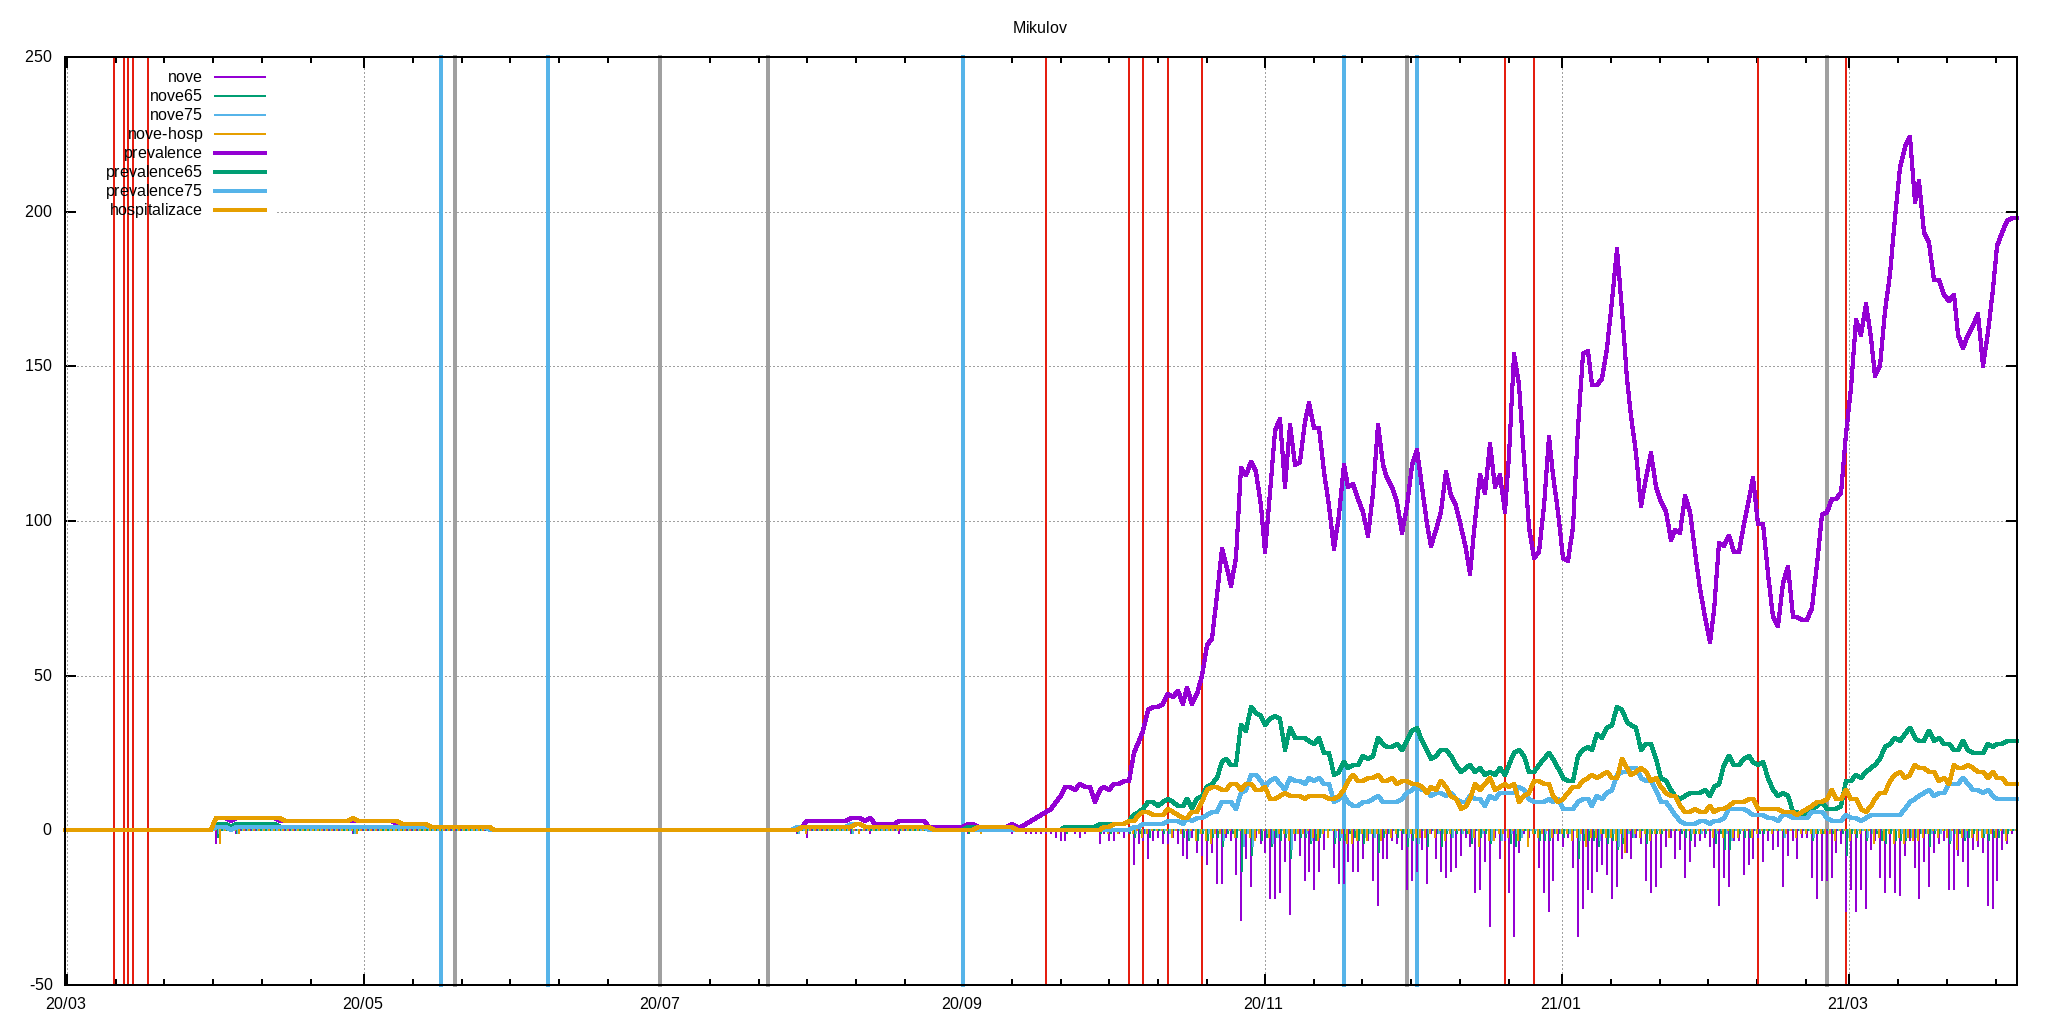 Mikulov
250
200
150
100
50
0
-50
nove
nove65
nove75
nove-hosp
prevalence
prevalence65
prevalence75
hospitalizace
20/03 20/05 20/07 20/09 20/11 21/01 21/03